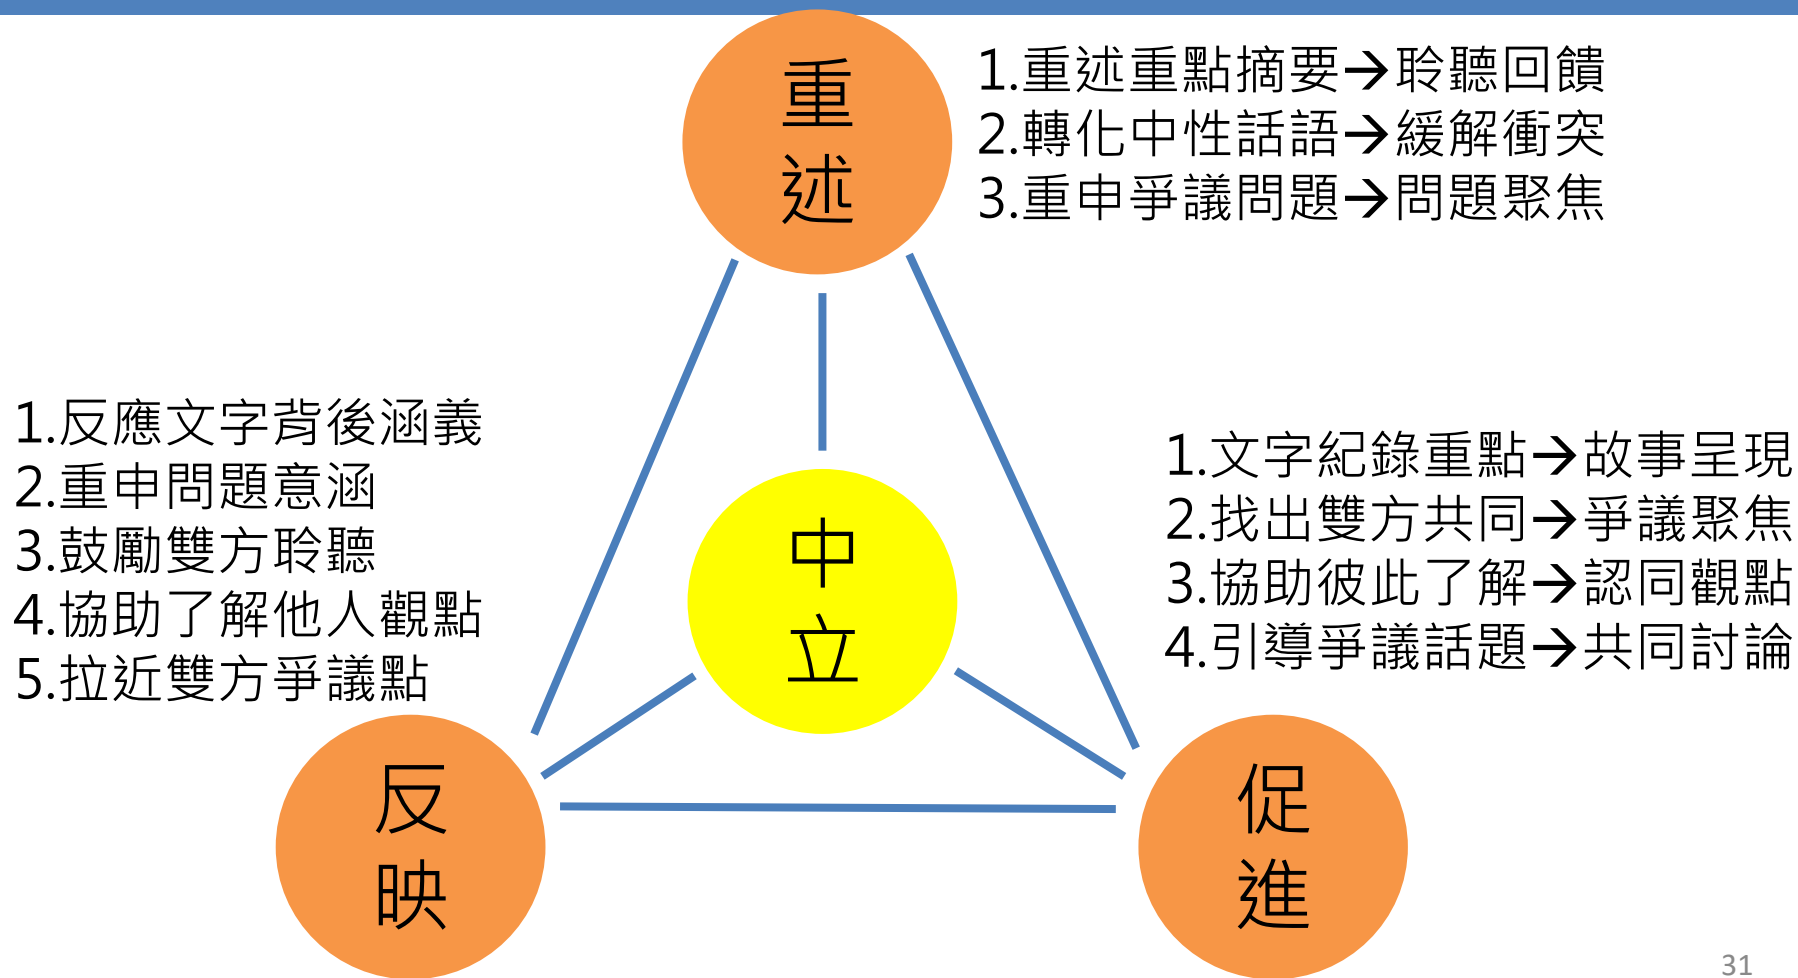 重述
1.重述重點摘要→聆聽回饋
2.轉化中性話語→緩解衝突
3.重申爭議問題→問題聚焦
1.反應文字背後涵義
2.重申問題意涵
3.鼓勵雙方聆聽
4.協助了解他人觀點
5.拉近雙方爭議點
中立
1.文字紀錄重點→故事呈現
2.找出雙方共同→爭議聚焦
3.協助彼此了解→認同觀點
4.引導爭議話題→共同討論
反映
促進
31